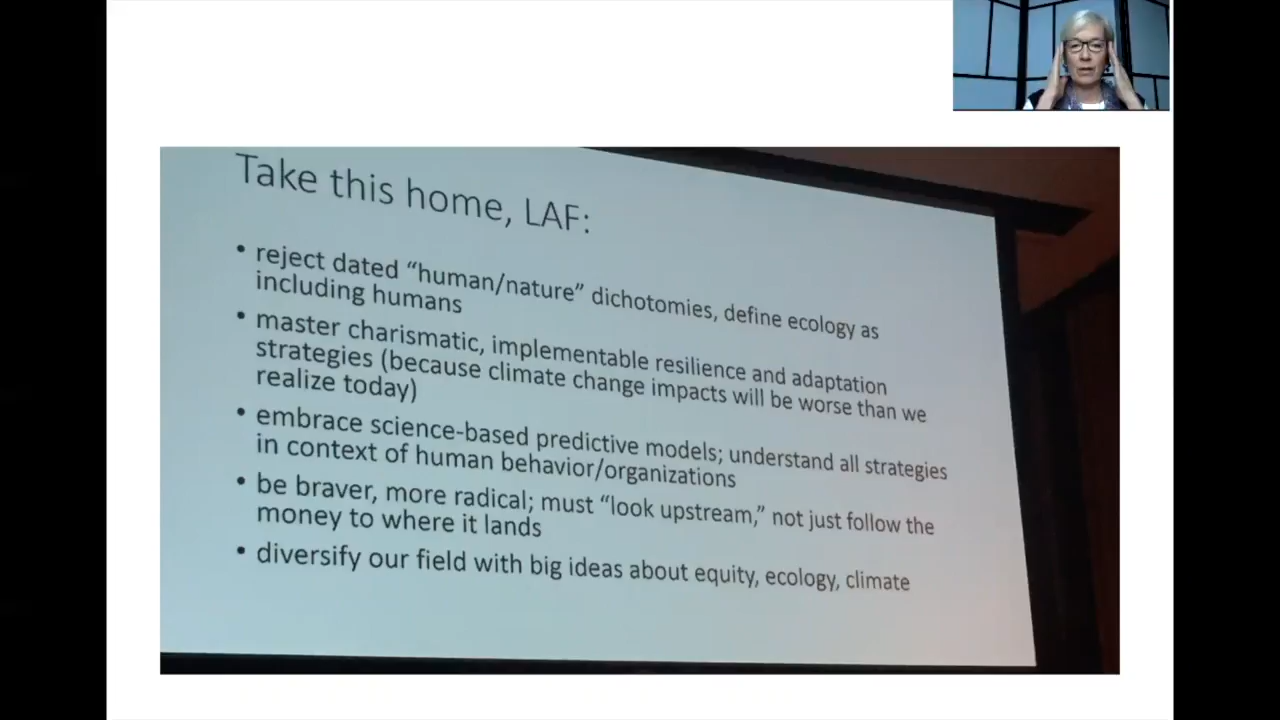 Take this home, LAF:
• reject dated “human/nature” dichotomies, define ecology as
including humans
• master charismatic, implementable resilience and adaptation
strategies (because climate change impacts will be worse than we
realize today)
• embrace science-based predictive models; understand all strategies
in context of human behavior/organizations
• be braver, more radical; must “look upstream,” not just follow the
money to where it lands
• diversify our field with big ideas about equity, ecology, climate